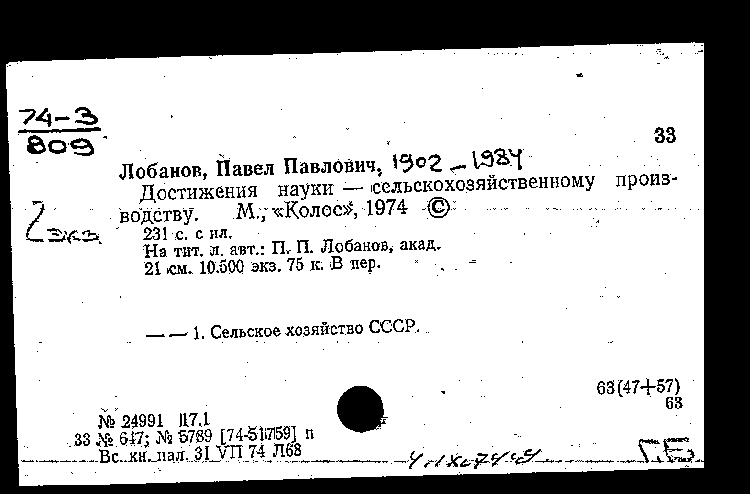 74-3
809
33
Лобанов, Павел Павлович, 1902 - 1984
Достижения науки — сельскохозяйственному произ-
водству. М., «Колос», 1974 ©
2 экз.
231 с. с ил.
На тит. л. авт.: П. П. Лобанов, акад.
21 см. 10.500 экз. 75 к. В пер.
— — 1. Сельское хозяйство СССР.
63(47+57)
63
№ 24991 117.1
33 № 647; № 5789 [74-51759] п
Вс. кн. пал. 31 VII 74 Л68
Г.Б